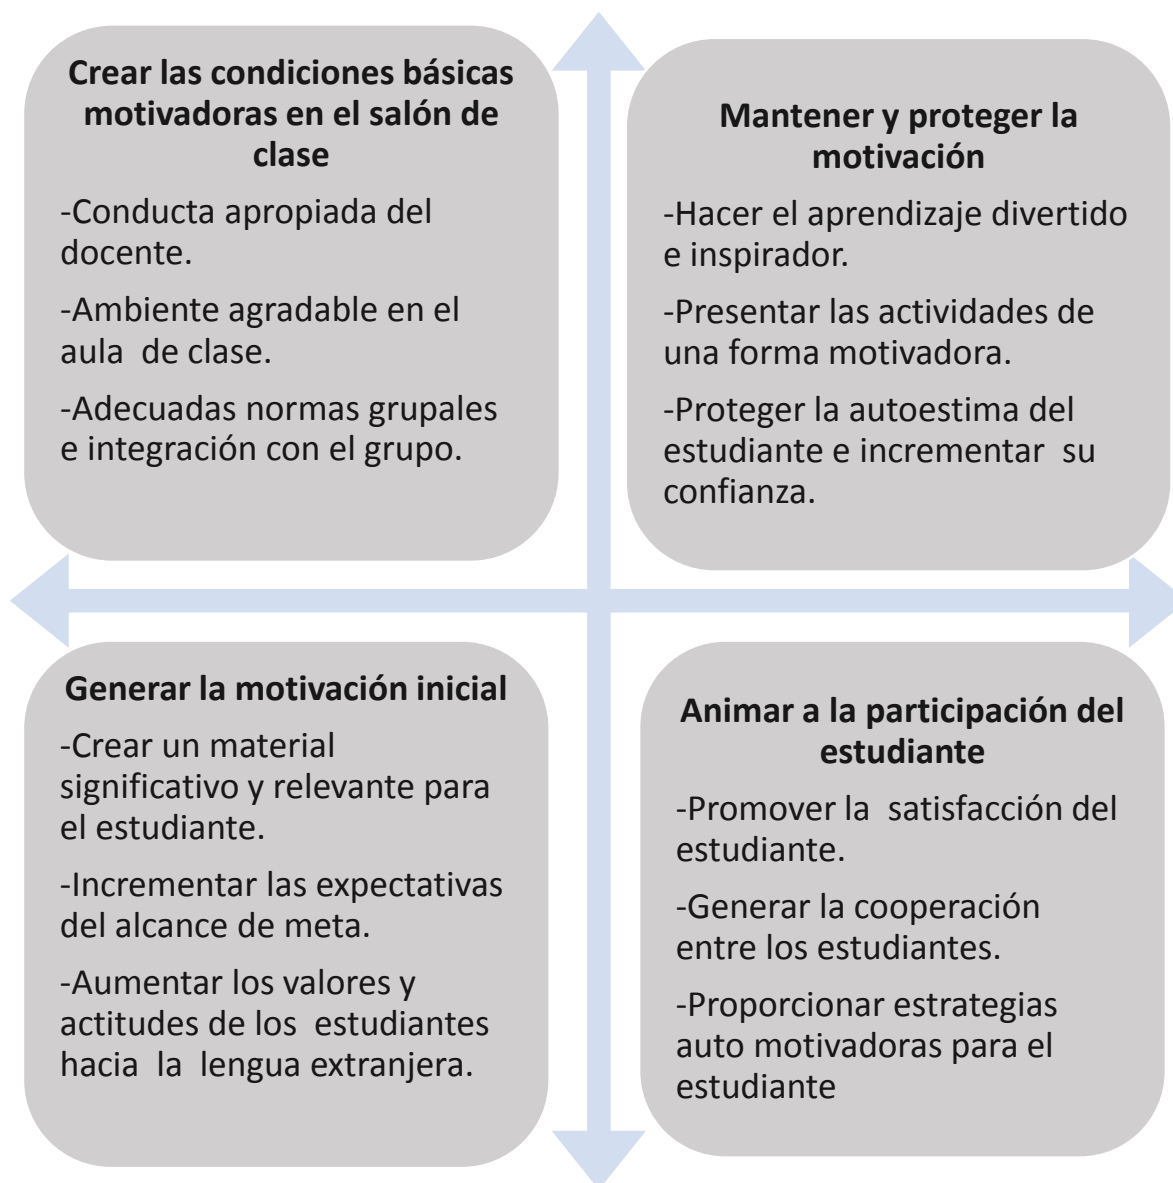 Crear las condiciones básicas
motivadoras en el salón de
clase
-Conducta apropiada del
docente.
-Ambiente agradable en el
aula de clase.
-Adecuadas normas grupales
e integración con el grupo.
Mantener y proteger la
motivación
-Hacer el aprendizaje divertido
e inspirador.
-Presentar las actividades de
una forma motivadora.
-Proteger la autoestima del
estudiante e incrementar su
confianza.
Generar la motivación inicial
-Crear un material
significativo y relevante para
el estudiante.
-Incrementar las expectativas
del alcance de meta.
-Aumentar los valores y
actitudes de los estudiantes
hacia la lengua extranjera.
Animar a la participación del
estudiante
-Promover la satisfacción del
estudiante.
-Generar la cooperación
entre los estudiantes.
-Proporcionar estrategias
auto motivadoras para el
estudiante